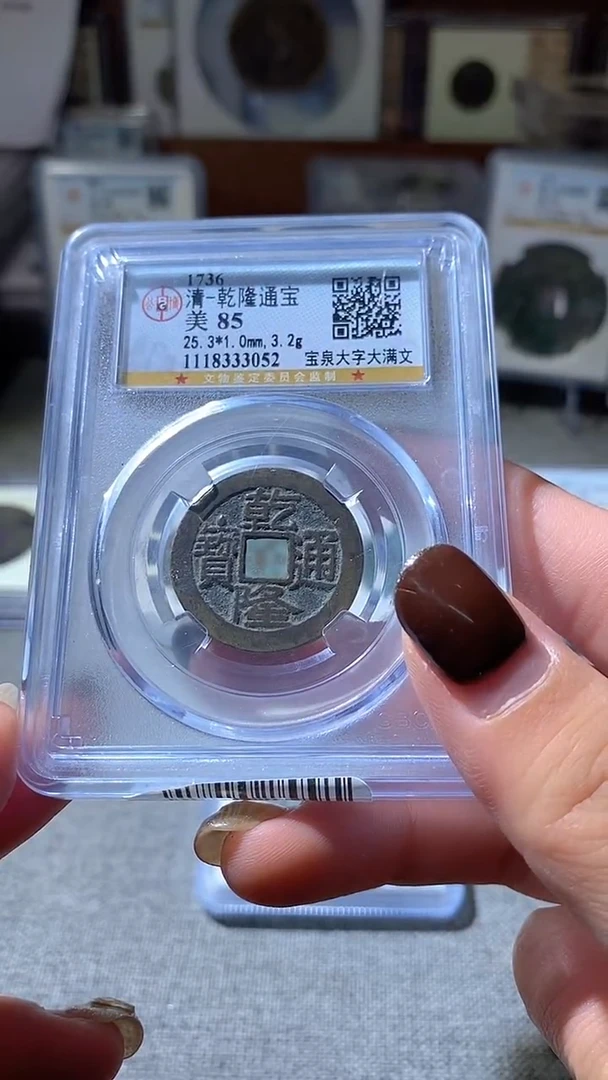 1736
清-乾隆通宝
美 85
25.3*1.0mm,3.2g
1118333052 宝泉大字大满文
★ 文物鉴定委员会监制 ★
乾
寳 通
隆